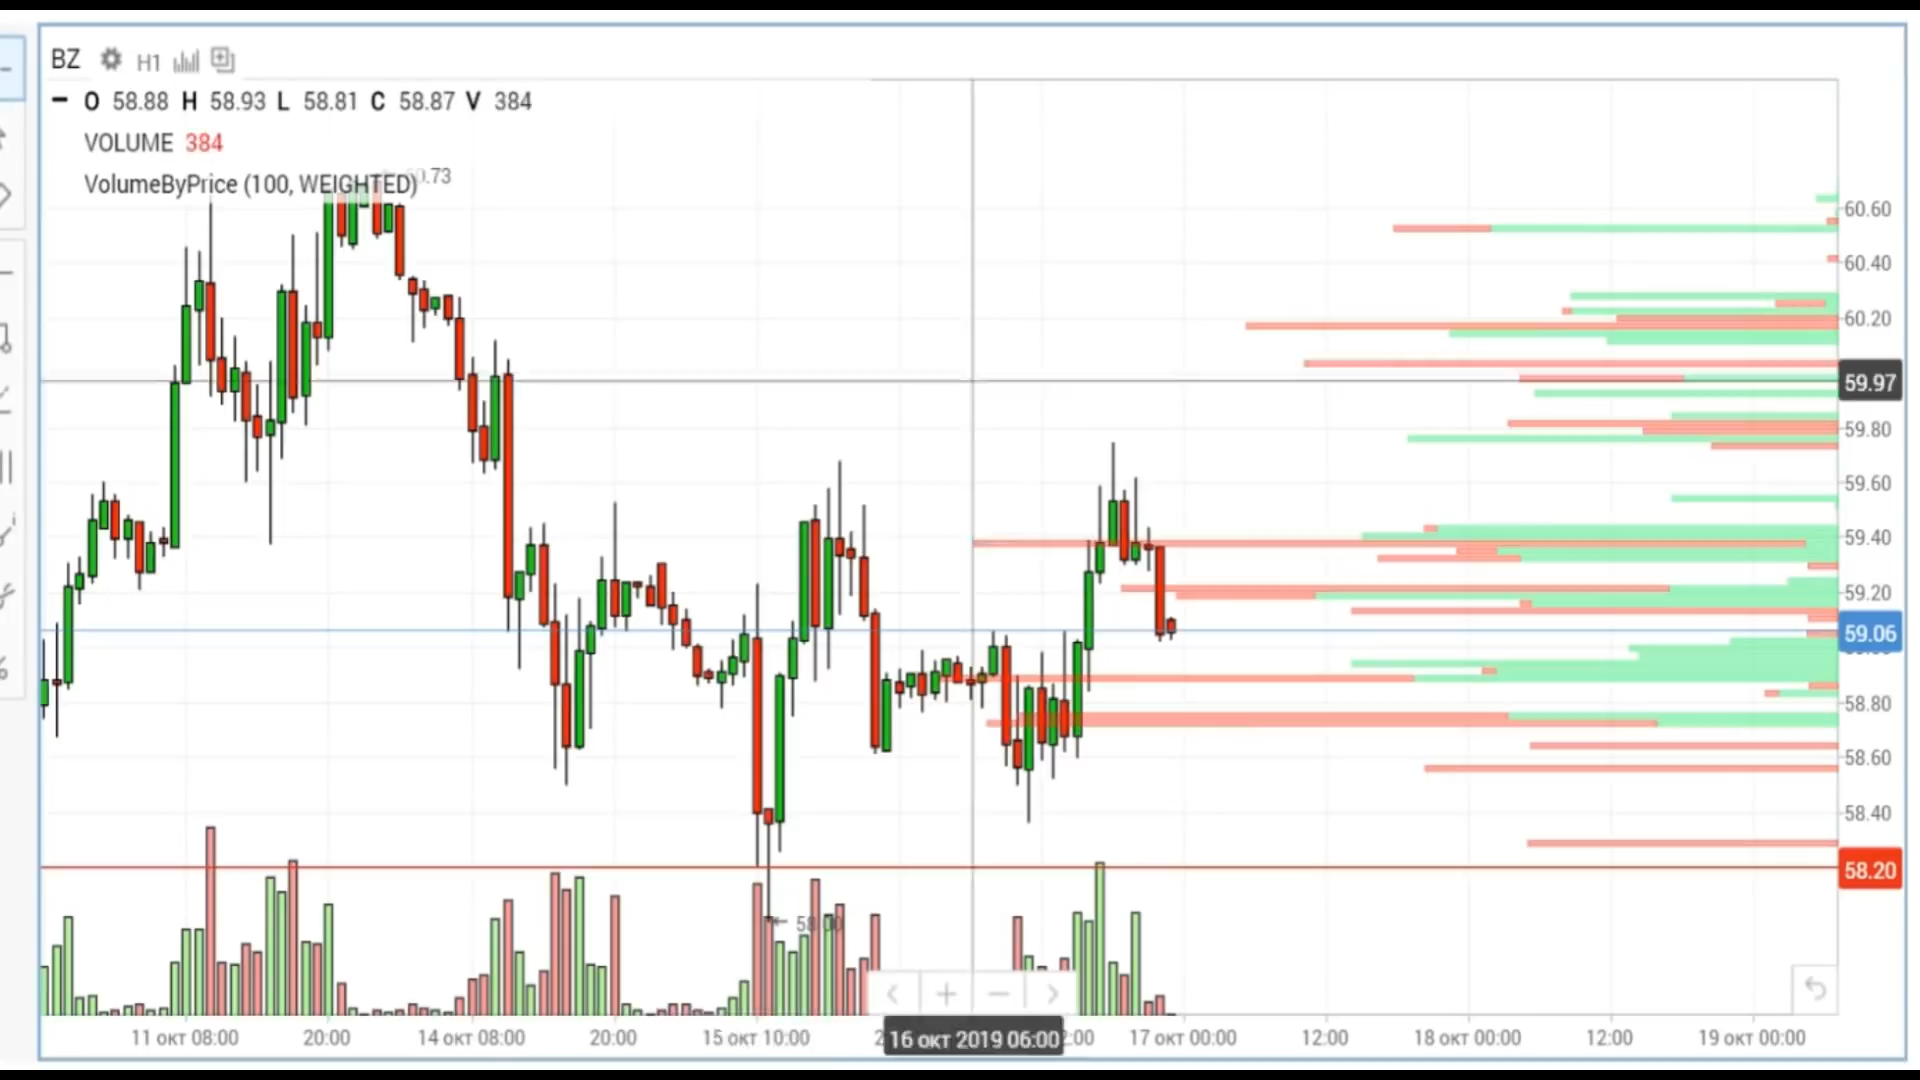 BZ H1
O 58.88 H 58.93 L 58.81 C 58.87 V 384
VOLUME 384
VolumeByPrice (100, WEIGHTED)
60.60
60.40
60.20
59.97
59.80
59.60
59.40
59.20
59.06
58.80
58.60
58.40
58.20
11 окт 08:00 20:00 14 окт 08:00 20:00 15 окт 10:00 16 окт 2019 06:00 17 окт 00:00 12:00 18 окт 00:00 12:00 19 окт 00:00